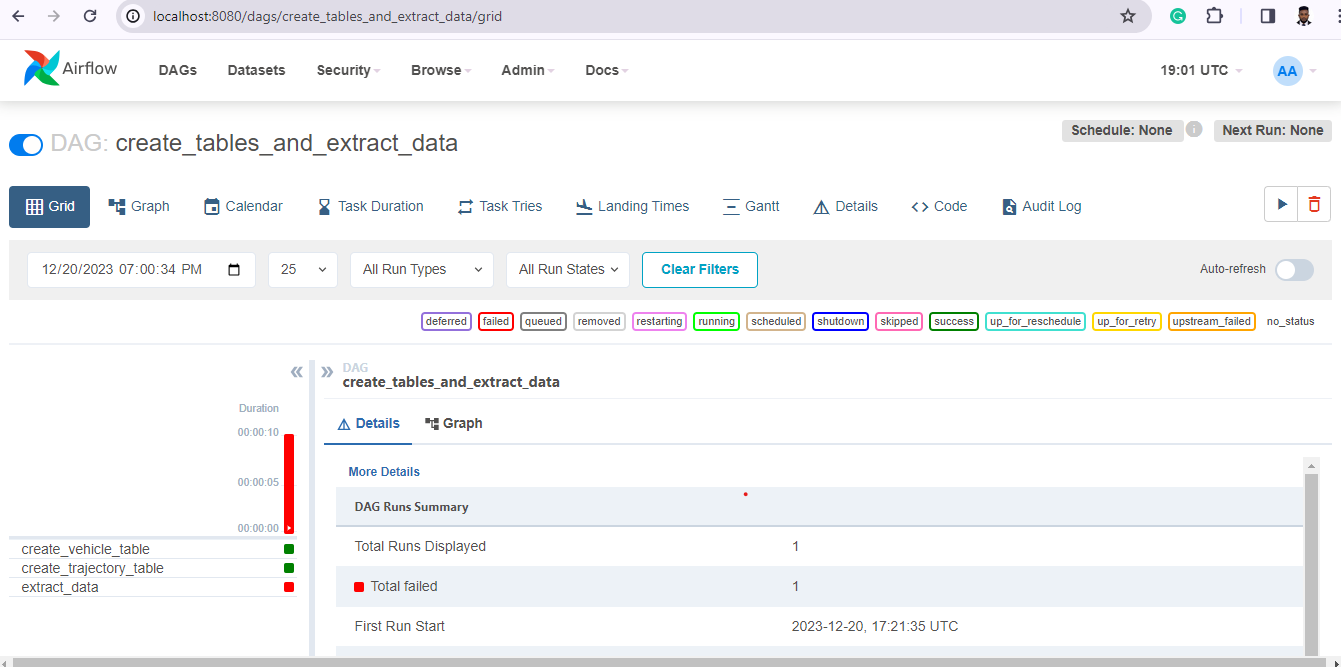 localhost:8080/dags/create_tables_and_extract_data/grid
Airflow DAGs Datasets Security Browse Admin Docs 19:01 UTC AA
DAG: create_tables_and_extract_data Schedule: None i Next Run: None
Grid Graph Calendar Task Duration Task Tries Landing Times Gantt Details <> Code Audit Log
12/20/2023 07:00:34 PM 25 All Run Types All Run States Clear Filters Auto-refresh
deferred failed queued removed restarting running scheduled shutdown skipped success up_for_reschedule up_for_retry upstream_failed no_status
DAG
create_tables_and_extract_data
Duration
00:00:10
00:00:05
00:00:00
create_vehicle_table
create_trajectory_table
extract_data
Details Graph
More Details
DAG Runs Summary
Total Runs Displayed 1
Total failed 1
First Run Start 2023-12-20, 17:21:35 UTC